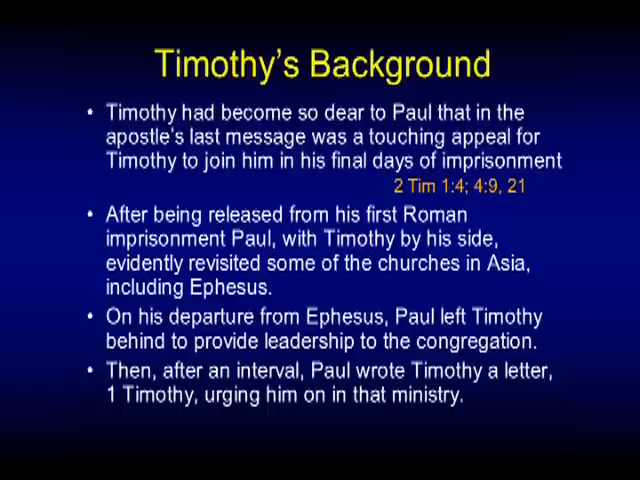 Timothy's Background
• Timothy had become so dear to Paul that in the
apostle's last message was a touching appeal for
Timothy to join him in his final days of imprisonment
2 Tim 1:4; 4:9, 21
• After being released from his first Roman
imprisonment Paul, with Timothy by his side,
evidently revisited some of the churches in Asia,
including Ephesus.
• On his departure from Ephesus, Paul left Timothy
behind to provide leadership to the congregation.
• Then, after an interval, Paul wrote Timothy a letter,
1 Timothy, urging him on in that ministry.